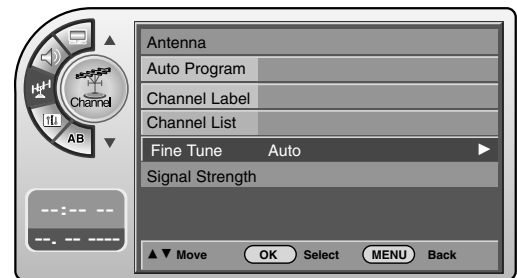 Antenna
Auto Program
Channel Label
Channel List
Fine Tune Auto ►
Signal Strength
▲▼ Move OK Select MENU Back
Channel
AB
--:-- --
--. -- ----